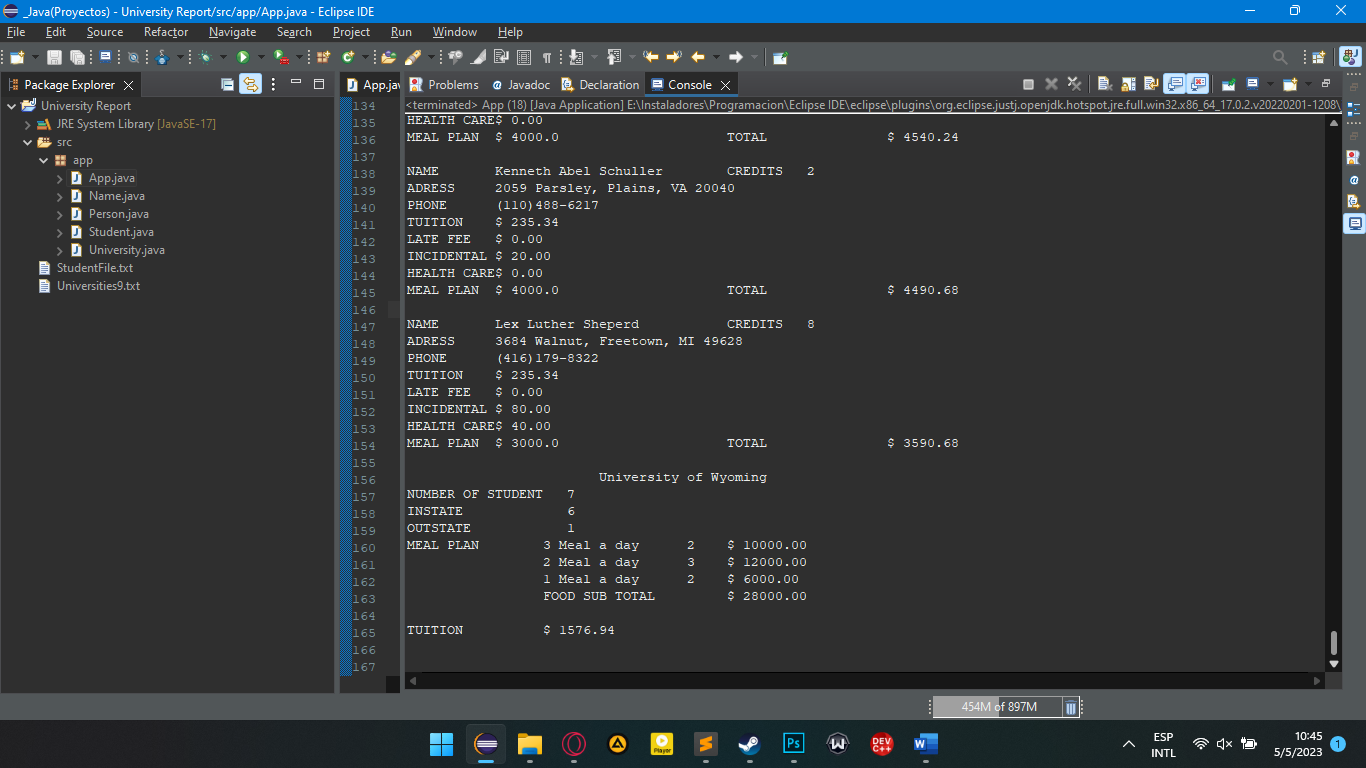 _Java(Proyectos) - University Report/src/app/App.java - Eclipse IDE
File Edit Source Refactor Navigate Search Project Run Window Help
Package Explorer
University Report
JRE System Library [JavaSE-17]
src
app
App.java
Name.java
Person.java
Student.java
University.java
StudentFile.txt
Universities9.txt
App.ja
134
135
136
137
138
139
140
141
142
143
144
145
146
147
148
149
150
151
152
153
154
155
156
157
158
159
160
161
162
163
164
165
166
167
Problems Javadoc Declaration Console
<terminated> App (18) [Java Application] E:\Instaladores\Programacion\Eclipse IDE\eclipse\plugins\org.eclipse.justj.openjdk.hotspot.jre.full.win32.x86_64_17.0.2.v20220201-1208\
HEALTH CARE$ 0.00
MEAL PLAN $ 4000.0 TOTAL $ 4540.24
NAME Kenneth Abel Schuller CREDITS 2
ADRESS 2059 Parsley, Plains, VA 20040
PHONE (110)488-6217
TUITION $ 235.34
LATE FEE $ 0.00
INCIDENTAL $ 20.00
HEALTH CARE$ 0.00
MEAL PLAN $ 4000.0 TOTAL $ 4490.68
NAME Lex Luther Sheperd CREDITS 8
ADRESS 3684 Walnut, Freetown, MI 49628
PHONE (416)179-8322
TUITION $ 235.34
LATE FEE $ 0.00
INCIDENTAL $ 80.00
HEALTH CARE$ 40.00
MEAL PLAN $ 3000.0 TOTAL $ 3590.68
University of Wyoming
NUMBER OF STUDENT 7
INSTATE 6
OUTSTATE 1
MEAL PLAN 3 Meal a day 2 $ 10000.00
2 Meal a day 3 $ 12000.00
1 Meal a day 2 $ 6000.00
FOOD SUB TOTAL $ 28000.00
TUITION $ 1576.94
454M of 897M
Player
Ps
DEV C++
W
ESP
INTL
10:45
5/5/2023
1